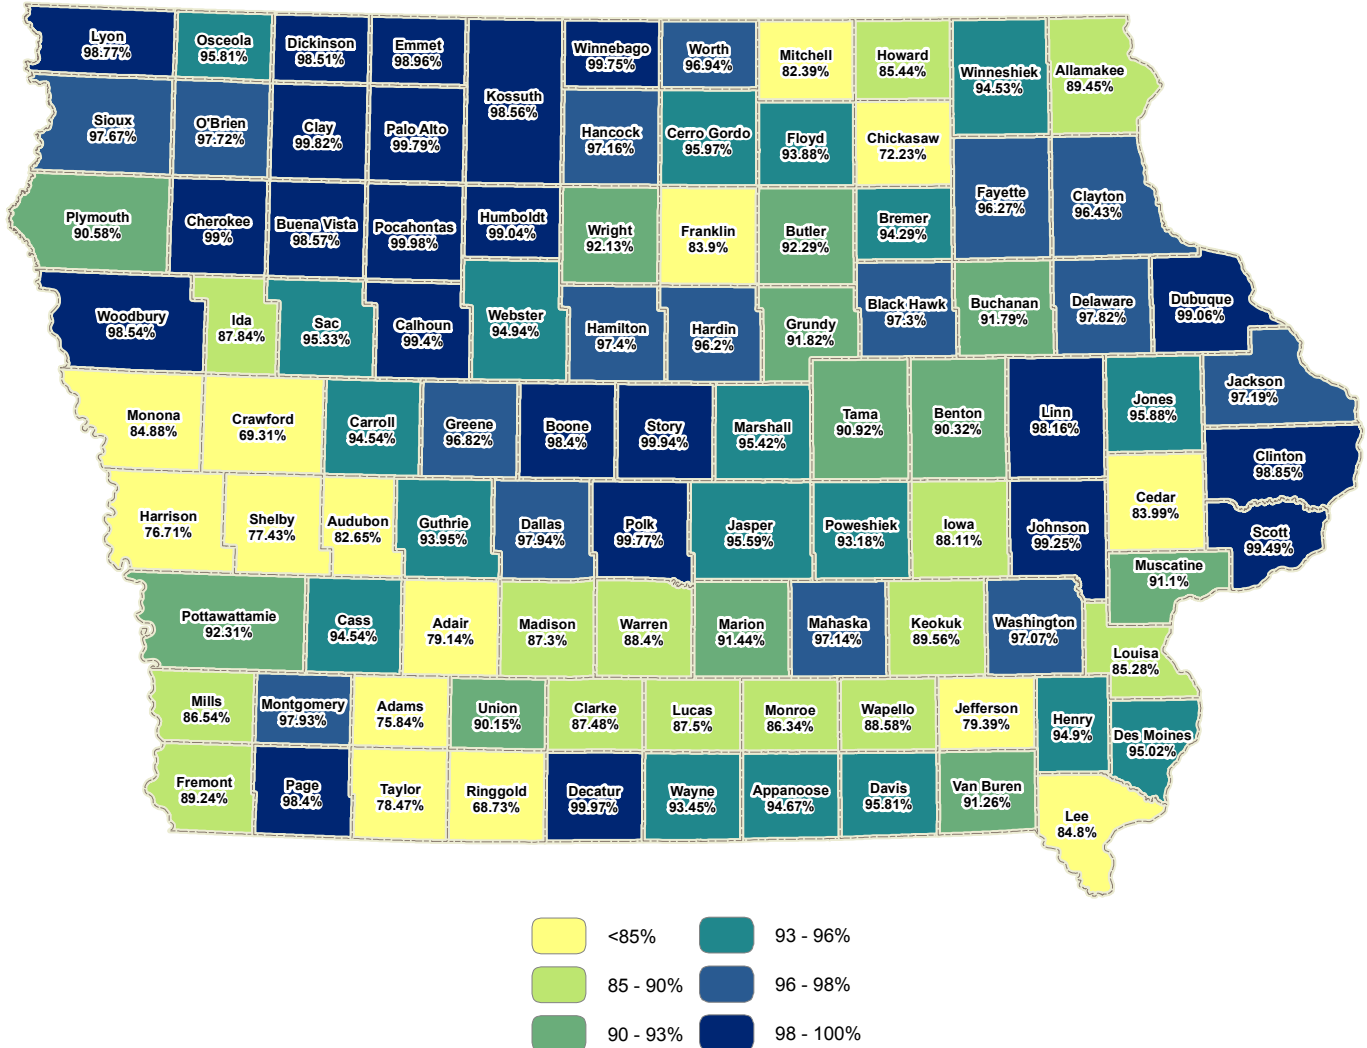 Lyon
98.77%
Osceola
95.81%
Dickinson
98.51%
Emmet
98.96%
Kossuth
98.56%
Winnebago
99.75%
Worth
96.94%
Mitchell
82.39%
Howard
85.44%
Winneshiek
94.53%
Allamakee
89.45%
Sioux
97.67%
O'Brien
97.72%
Clay
99.82%
Palo Alto
99.79%
Hancock
97.16%
Cerro Gordo
95.97%
Floyd
93.88%
Chickasaw
72.23%
Fayette
96.27%
Clayton
96.43%
Plymouth
90.58%
Cherokee
99%
Buena Vista
98.57%
Pocahontas
99.98%
Humboldt
99.04%
Wright
92.13%
Franklin
83.9%
Butler
92.29%
Bremer
94.29%
Woodbury
98.54%
Ida
87.84%
Sac
95.33%
Calhoun
99.4%
Webster
94.94%
Hamilton
97.4%
Hardin
96.2%
Grundy
91.82%
Black Hawk
97.3%
Buchanan
91.79%
Delaware
97.82%
Dubuque
99.06%
Monona
84.88%
Crawford
69.31%
Carroll
94.54%
Greene
96.82%
Boone
98.4%
Story
99.94%
Marshall
95.42%
Tama
90.92%
Benton
90.32%
Linn
98.16%
Jones
95.88%
Jackson
97.19%
Clinton
98.85%
Harrison
76.71%
Shelby
77.43%
Audubon
82.65%
Guthrie
93.95%
Dallas
97.94%
Polk
99.77%
Jasper
95.59%
Poweshiek
93.18%
Iowa
88.11%
Johnson
99.25%
Cedar
83.99%
Scott
99.49%
Muscatine
91.1%
Pottawattamie
92.31%
Cass
94.54%
Adair
79.14%
Madison
87.3%
Warren
88.4%
Marion
91.44%
Mahaska
97.14%
Keokuk
89.56%
Washington
97.07%
Louisa
85.28%
Mills
86.54%
Montgomery
97.93%
Adams
75.84%
Union
90.15%
Clarke
87.48%
Lucas
87.5%
Monroe
86.34%
Wapello
88.58%
Jefferson
79.39%
Henry
94.9%
Des Moines
95.02%
Fremont
89.24%
Page
98.4%
Taylor
78.47%
Ringgold
68.73%
Decatur
99.97%
Wayne
93.45%
Appanoose
94.67%
Davis
95.81%
Van Buren
91.26%
Lee
84.8%
<85%
93 - 96%
85 - 90%
96 - 98%
90 - 93%
98 - 100%